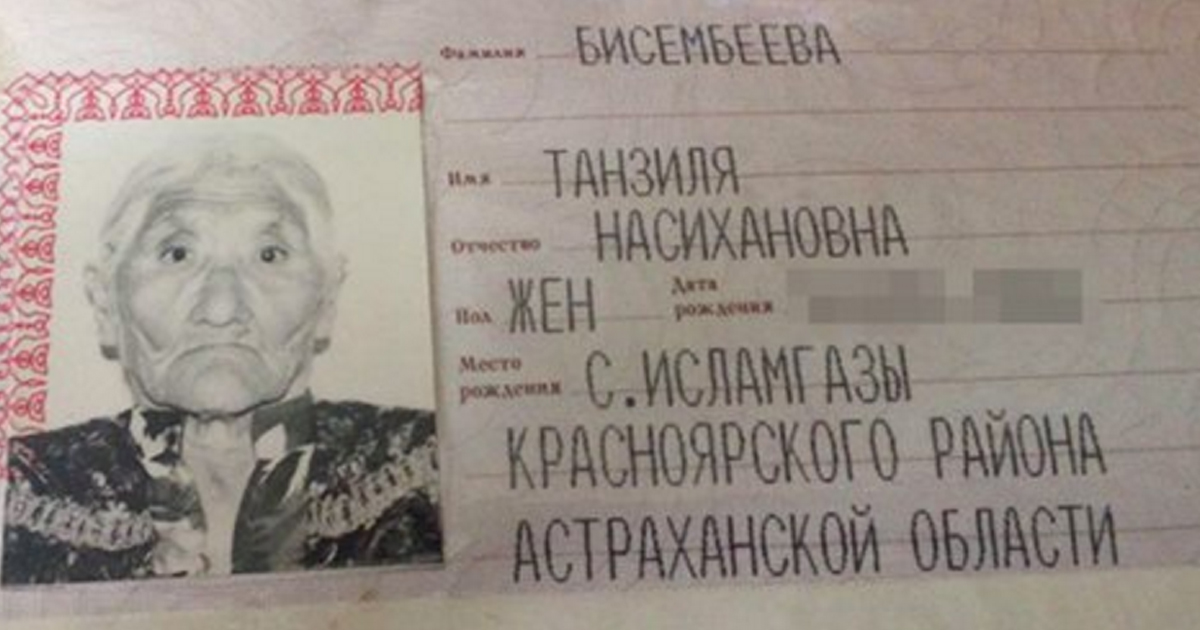 Фамилия БИСЕМБЕЕВА
Имя ТАНЗИЛЯ
Отчество НАСИХАНОВНА
Пол ЖЕН Дата рождения
Место рождения С.ИСЛАМГАЗЫ
КРАСНОЯРСКОГО РАЙОНА
АСТРАХАНСКОЙ ОБЛАСТИ